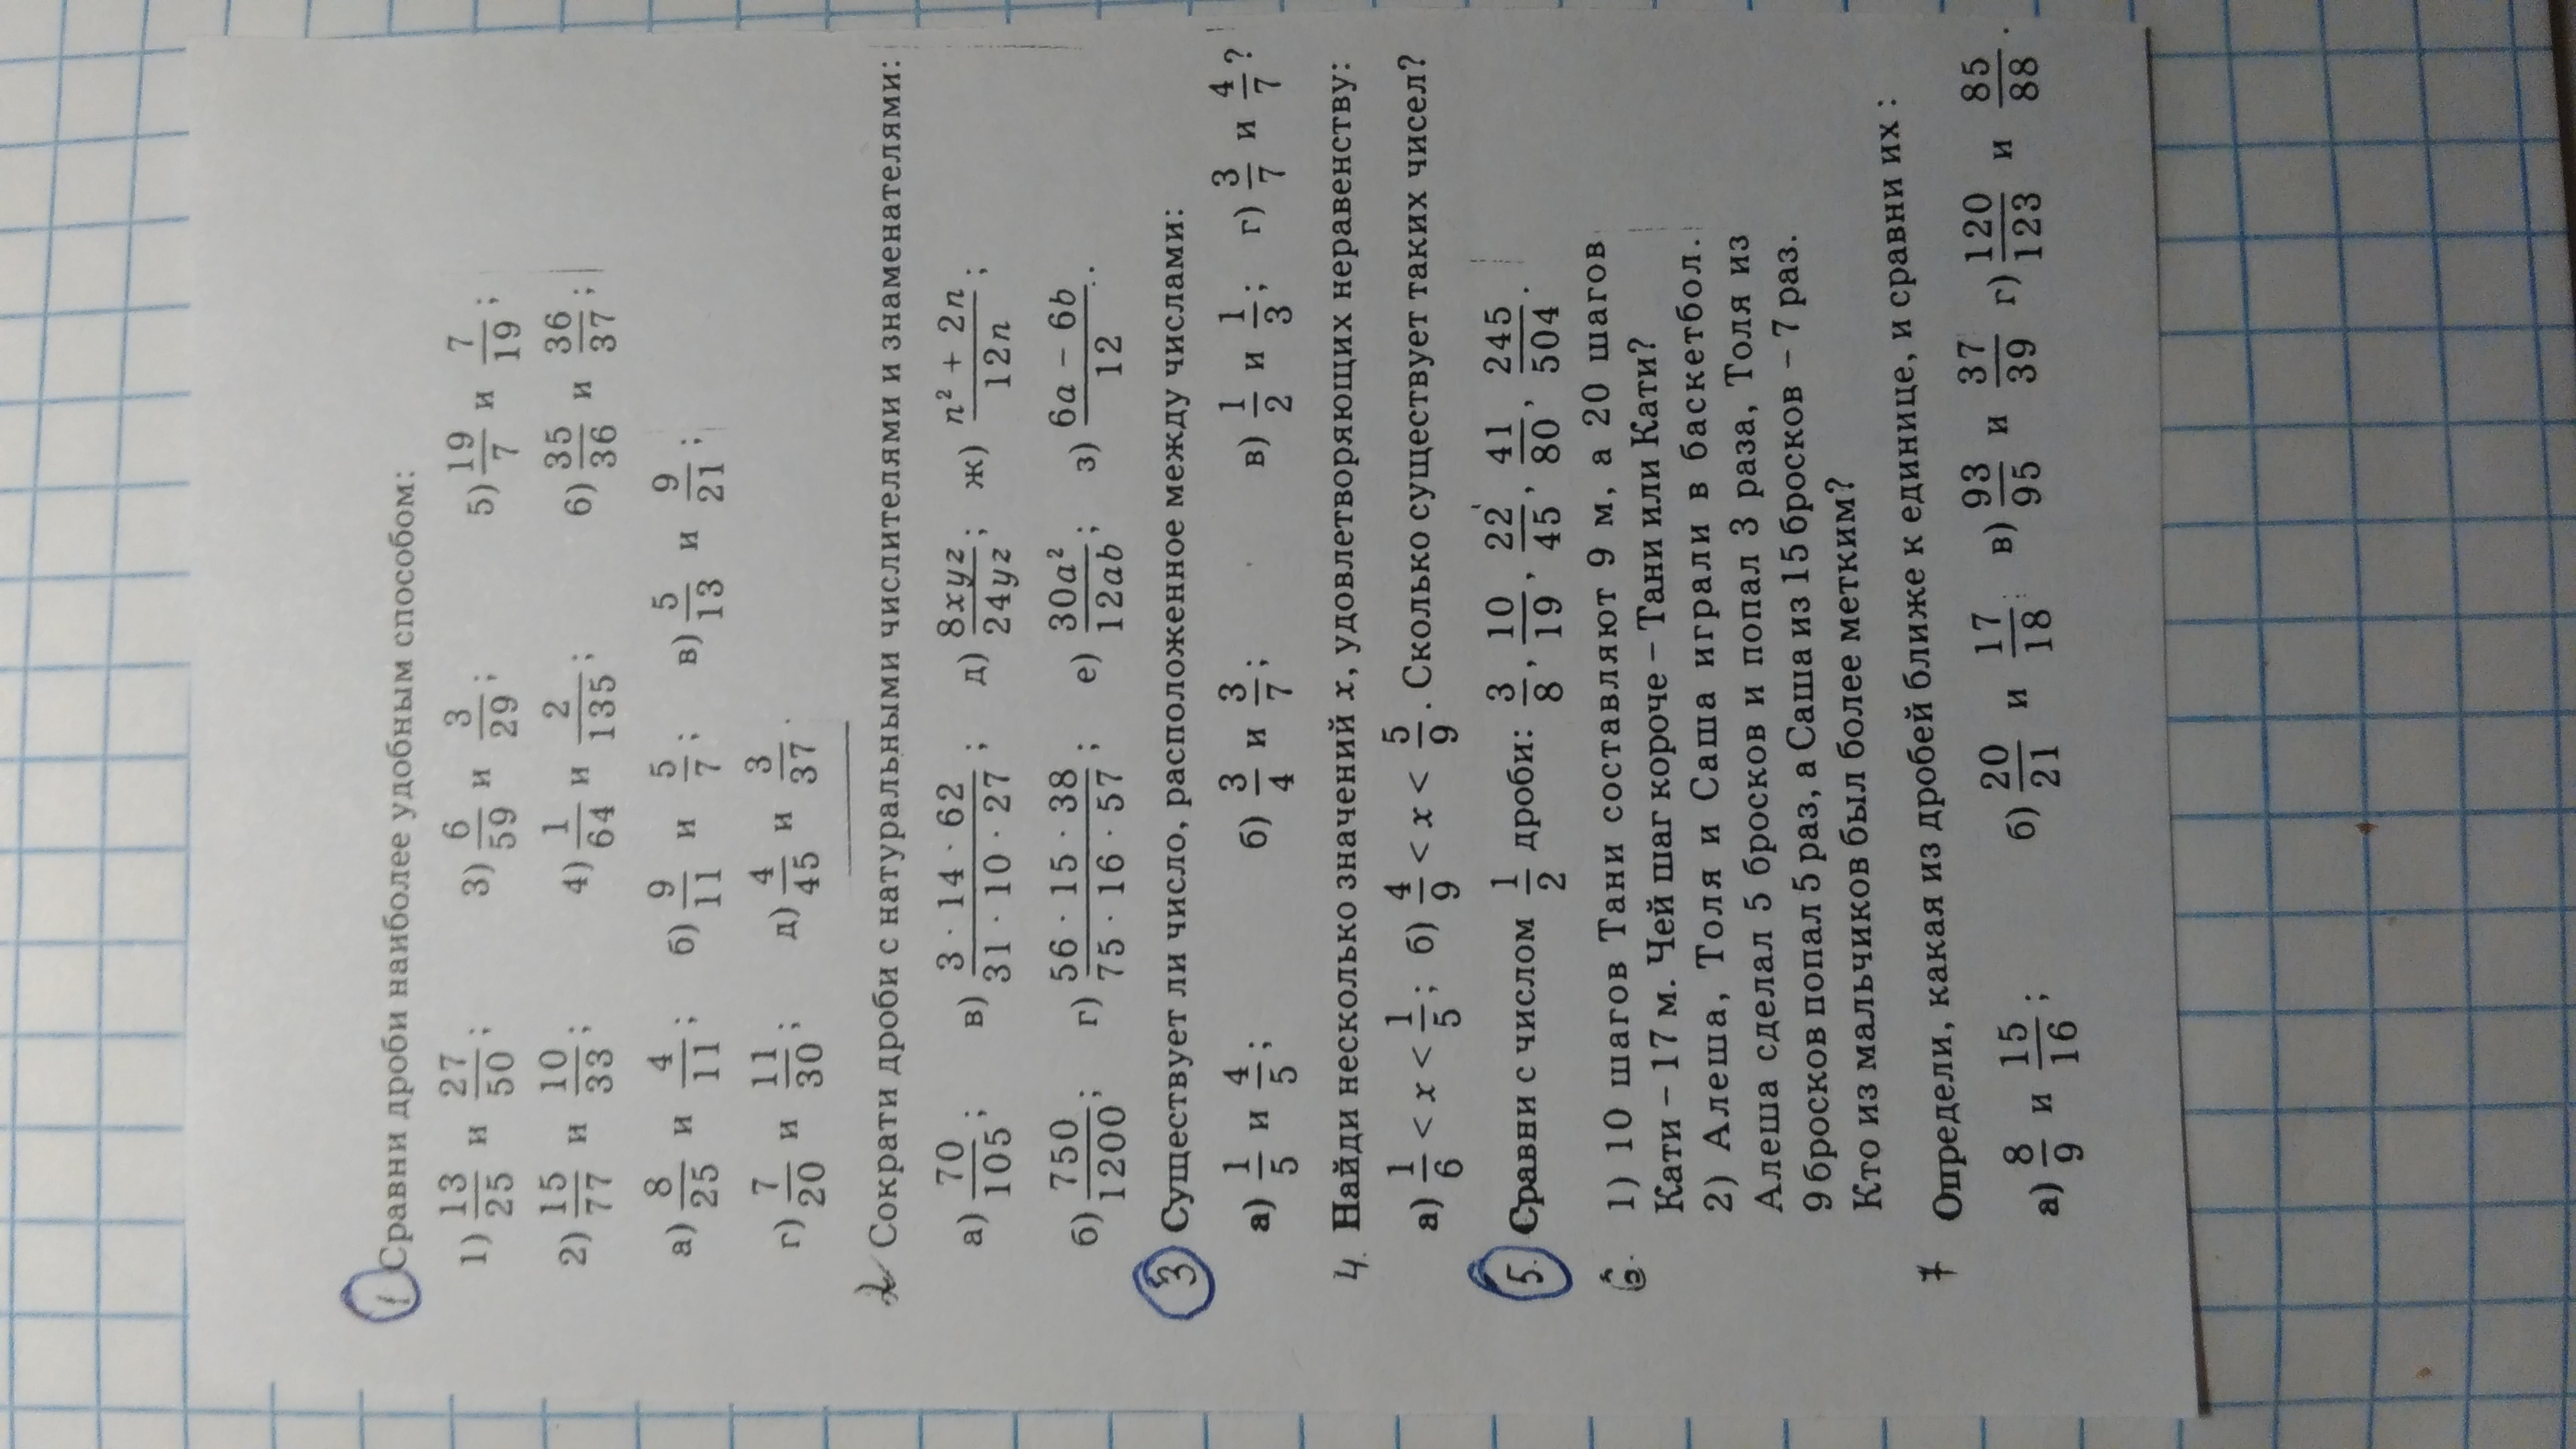 1 Сравни дроби наиболее удобным способом:
1) 13/25 и 27/50; 3) 6/59 и 3/29; 5) 19/7 и 7/19;
2) 15/77 и 10/33; 4) 1/64 и 2/135; 6) 35/36 и 36/37;
а) 8/25 и 4/11; б) 9/11 и 5/7; в) 5/13 и 9/21;
г) 7/20 и 11/30; д) 4/45 и 3/37.
2 Сократи дроби с натуральными числителями и знаменателями:
а) 70/105; в) (3 · 14 · 62)/(31 · 10 · 27); д) 8xyz/24yz; ж) (n² + 2n)/12n;
б) 750/1200; г) (56 · 15 · 38)/(75 · 16 · 57); е) 30a²/12ab; з) (6a − 6b)/12.
3 Существует ли число, расположенное между числами:
а) 1/5 и 4/5; б) 3/4 и 3/7; в) 1/2 и 1/3; г) 3/7 и 4/7?
4. Найди несколько значений x, удовлетворяющих неравенству:
а) 1/6 < x < 1/5; б) 4/9 < x < 5/9. Сколько существует таких чисел?
5. Сравни с числом 1/2 дроби: 3/8, 10/19, 22/45, 41/80, 245/504.
6. 1) 10 шагов Тани составляют 9 м, а 20 шагов
Кати – 17 м. Чей шаг короче – Тани или Кати?
2) Алеша, Толя и Саша играли в баскетбол.
Алеша сделал 5 бросков и попал 3 раза, Толя из
9 бросков попал 5 раз, а Саша из 15 бросков – 7 раз.
Кто из мальчиков был более метким?
7 Определи, какая из дробей ближе к единице, и сравни их :
а) 8/9 и 15/16; б) 20/21 и 17/18 в) 93/95 и 37/39 г) 120/123 и 85/88.